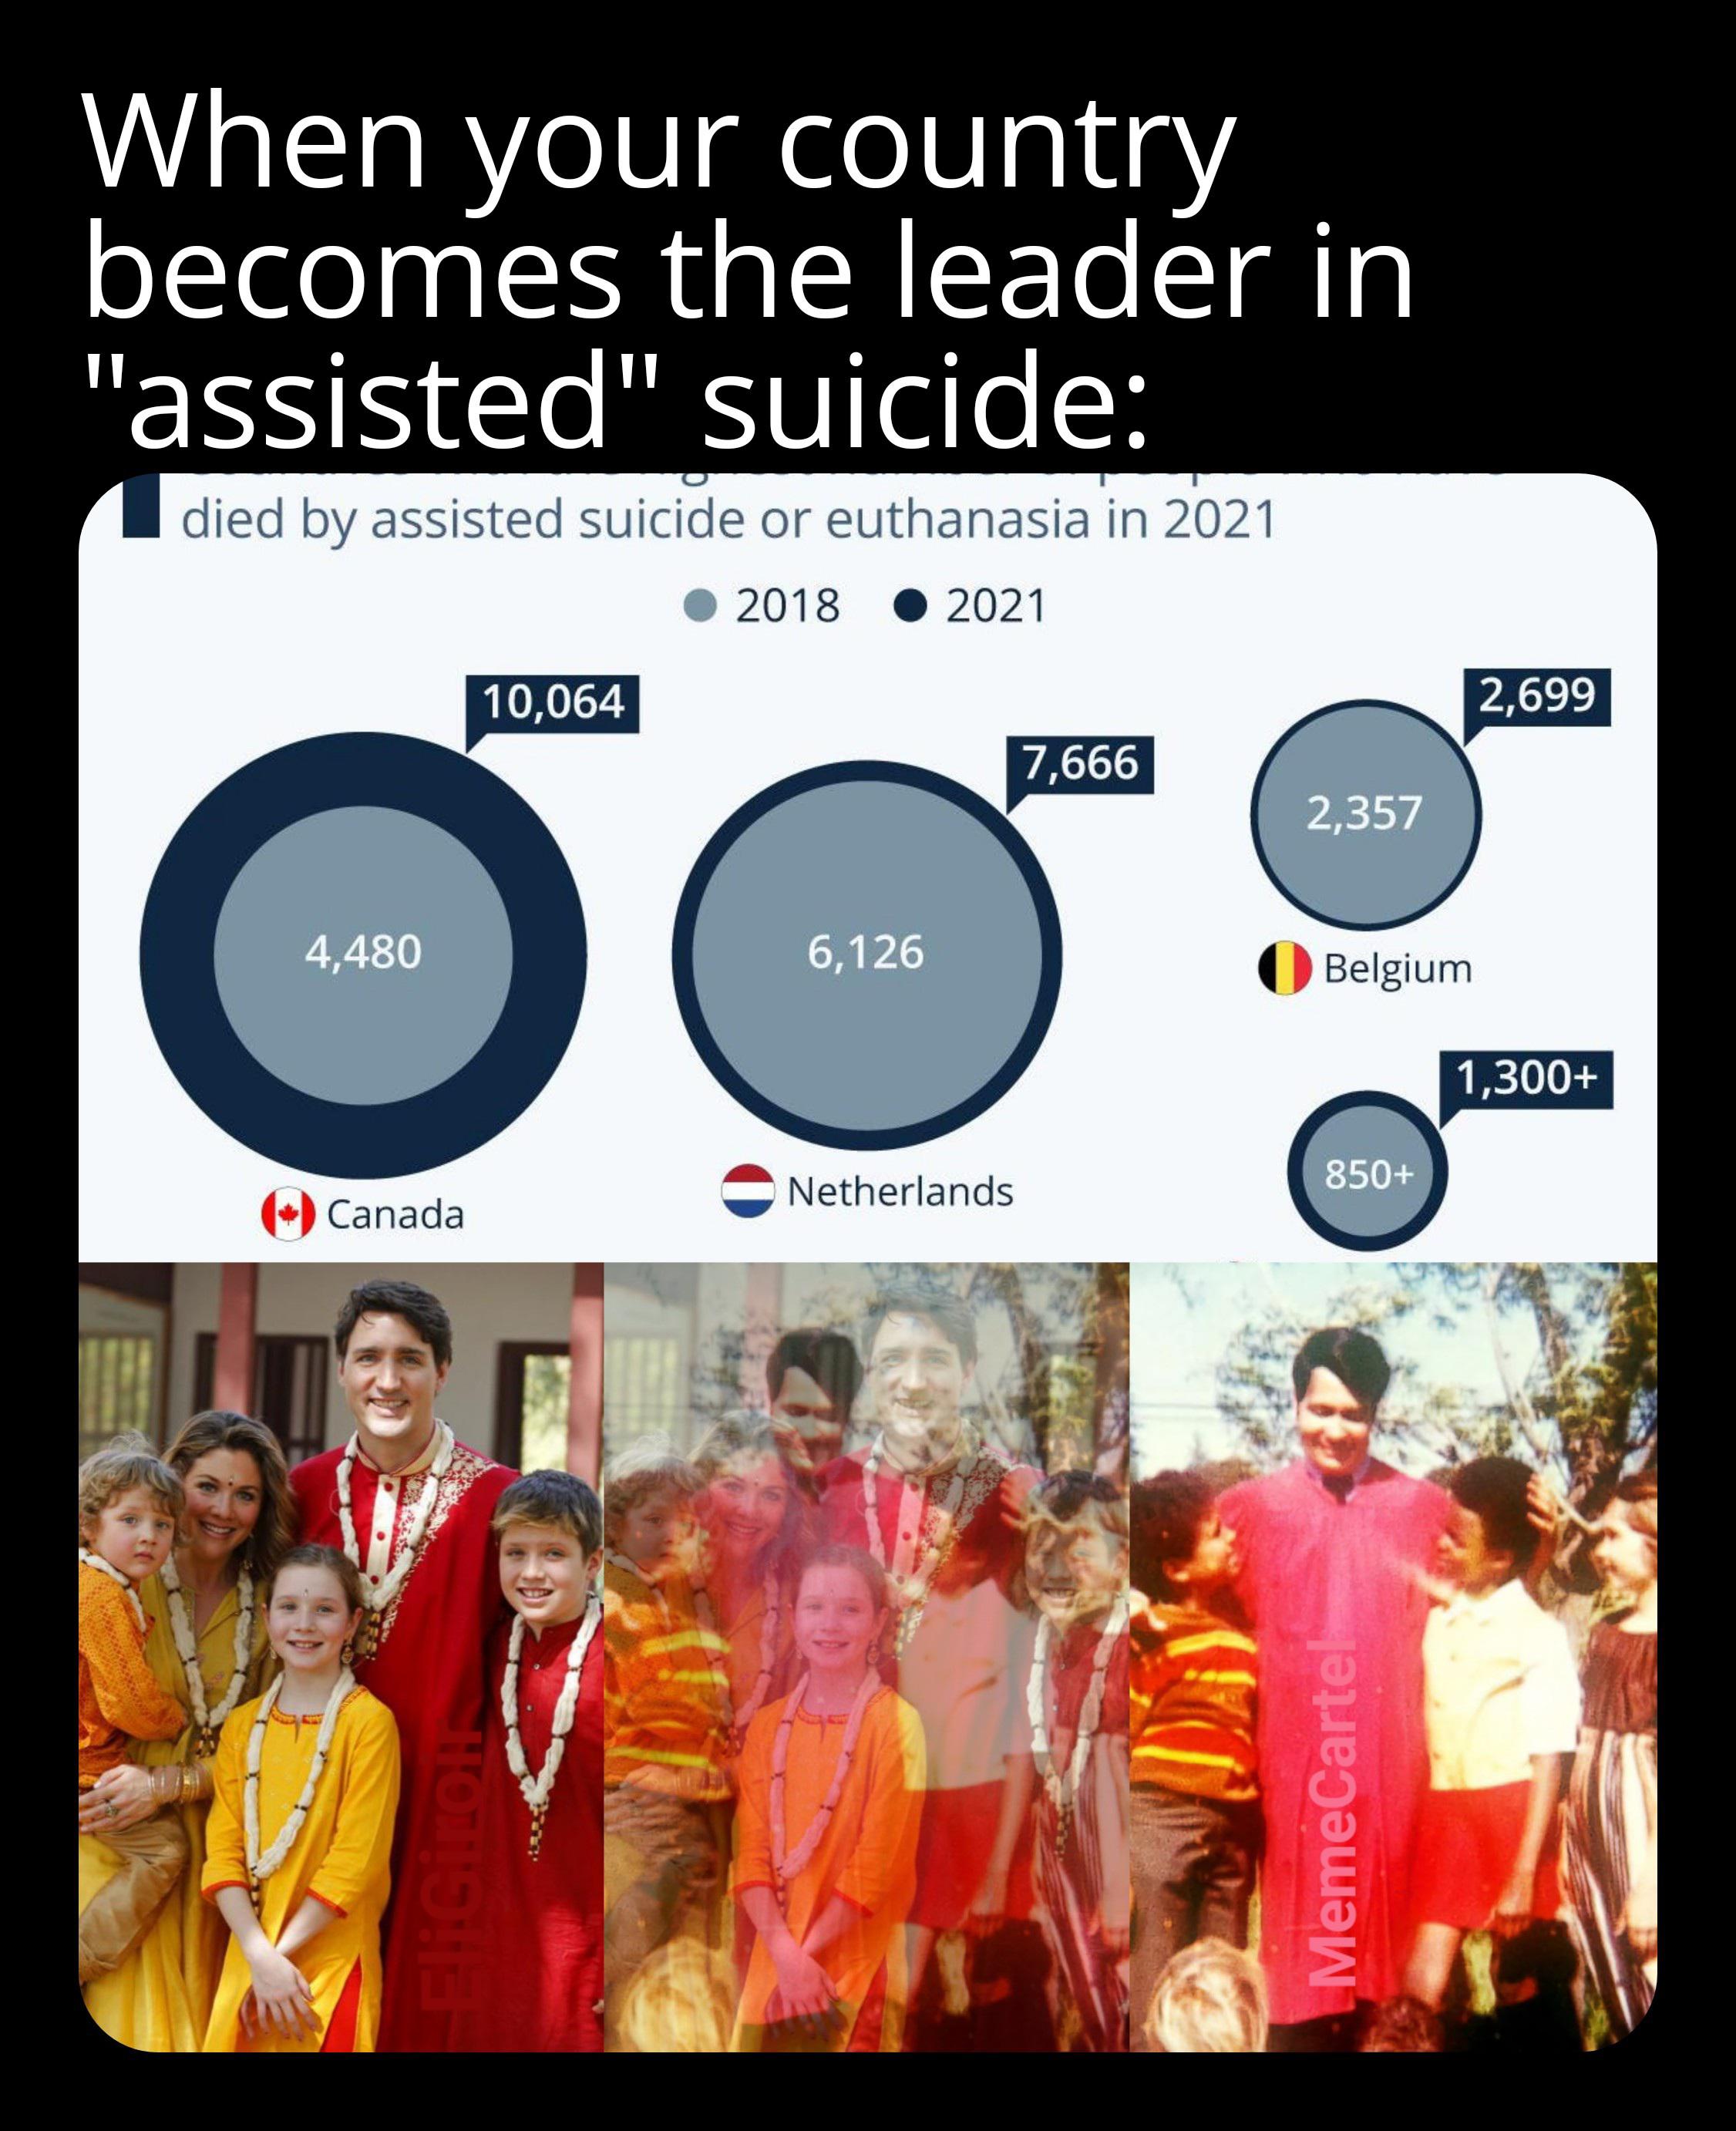 When your country
becomes the leader in
"assisted" suicide:
died by assisted suicide or euthanasia in 2021
2018 2021
10,064
2,699
7,666
2,357
4,480
6,126
Belgium
1,300+
850+
Netherlands
Canada
EliGiron
MemeCartel